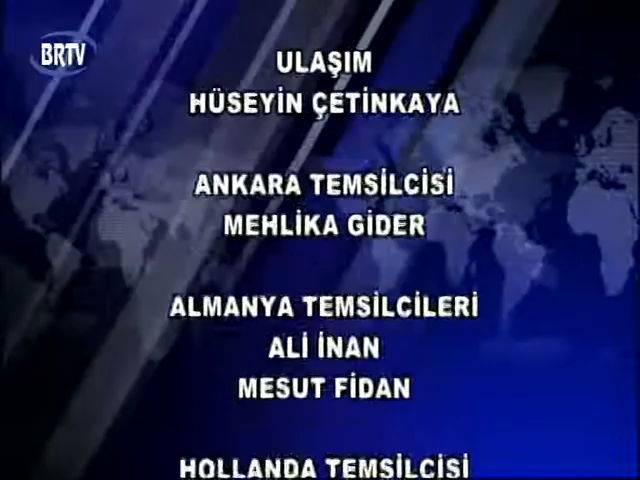 BRTV
ULAŞIM
HÜSEYİN ÇETİNKAYA
ANKARA TEMSİLCİSİ
MEHLİKA GİDER
ALMANYA TEMSİLCİLERİ
ALİ İNAN
MESUT FİDAN
HOLLANDA TEMSİLCİSİ